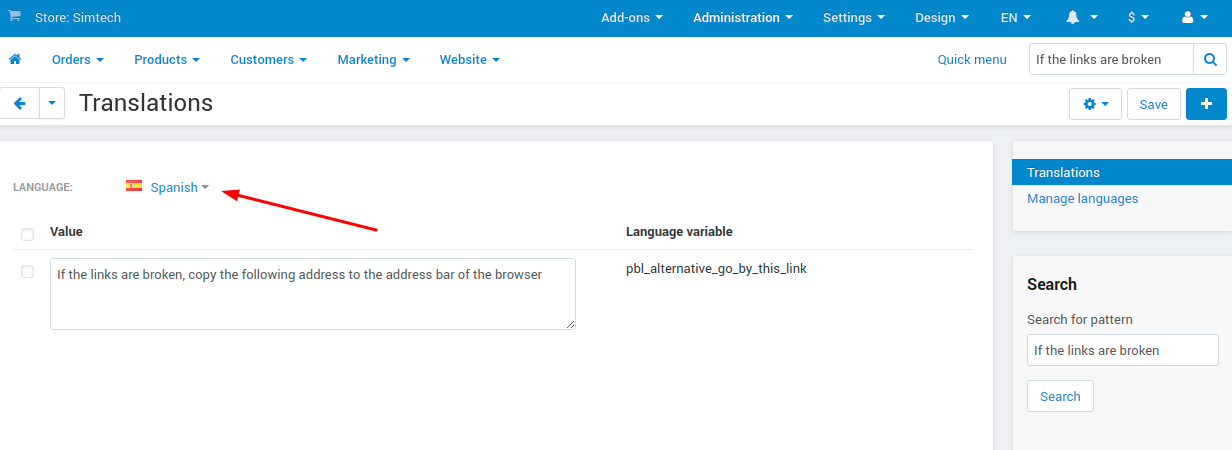 Store: Simtech
Add-ons Administration Settings Design EN $
Orders Products Customers Marketing Website Quick menu If the links are broken
Translations Save
LANGUAGE: Spanish
Value Language variable
If the links are broken, copy the following address to the address bar of the browser pbl_alternative_go_by_this_link
Translations
Manage languages
Search
Search for pattern
If the links are broken
Search